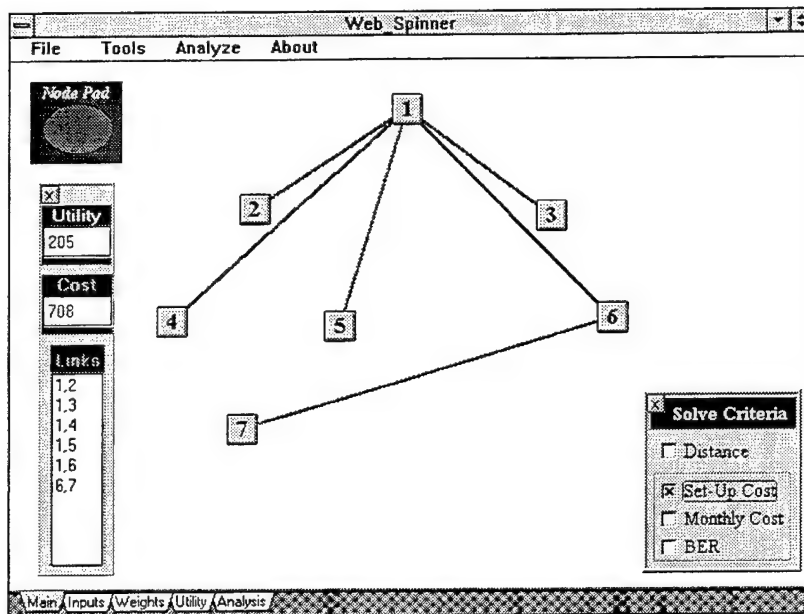 Web_Spinner
File Tools Analyze About
Node Pad
1
2
3
4
5
6
7
Utility
205
Cost
708
Links
1,2
1,3
1,4
1,5
1,6
6,7
Solve Criteria
Distance
Set-Up Cost
Monthly Cost
BER
Main Inputs Weights Utility Analysis